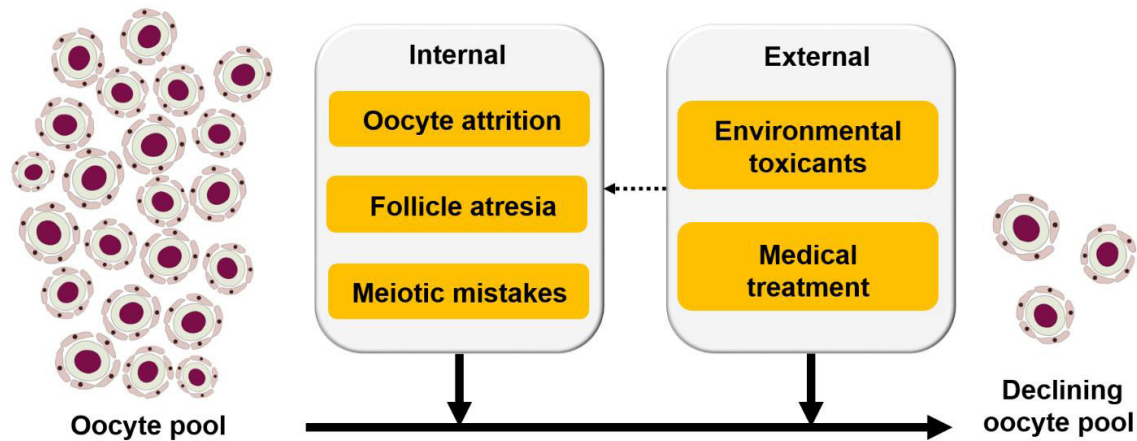 Internal
Oocyte attrition
Follicle atresia
Meiotic mistakes
External
Environmental
toxicants
Medical
treatment
Oocyte pool
Declining
oocyte pool